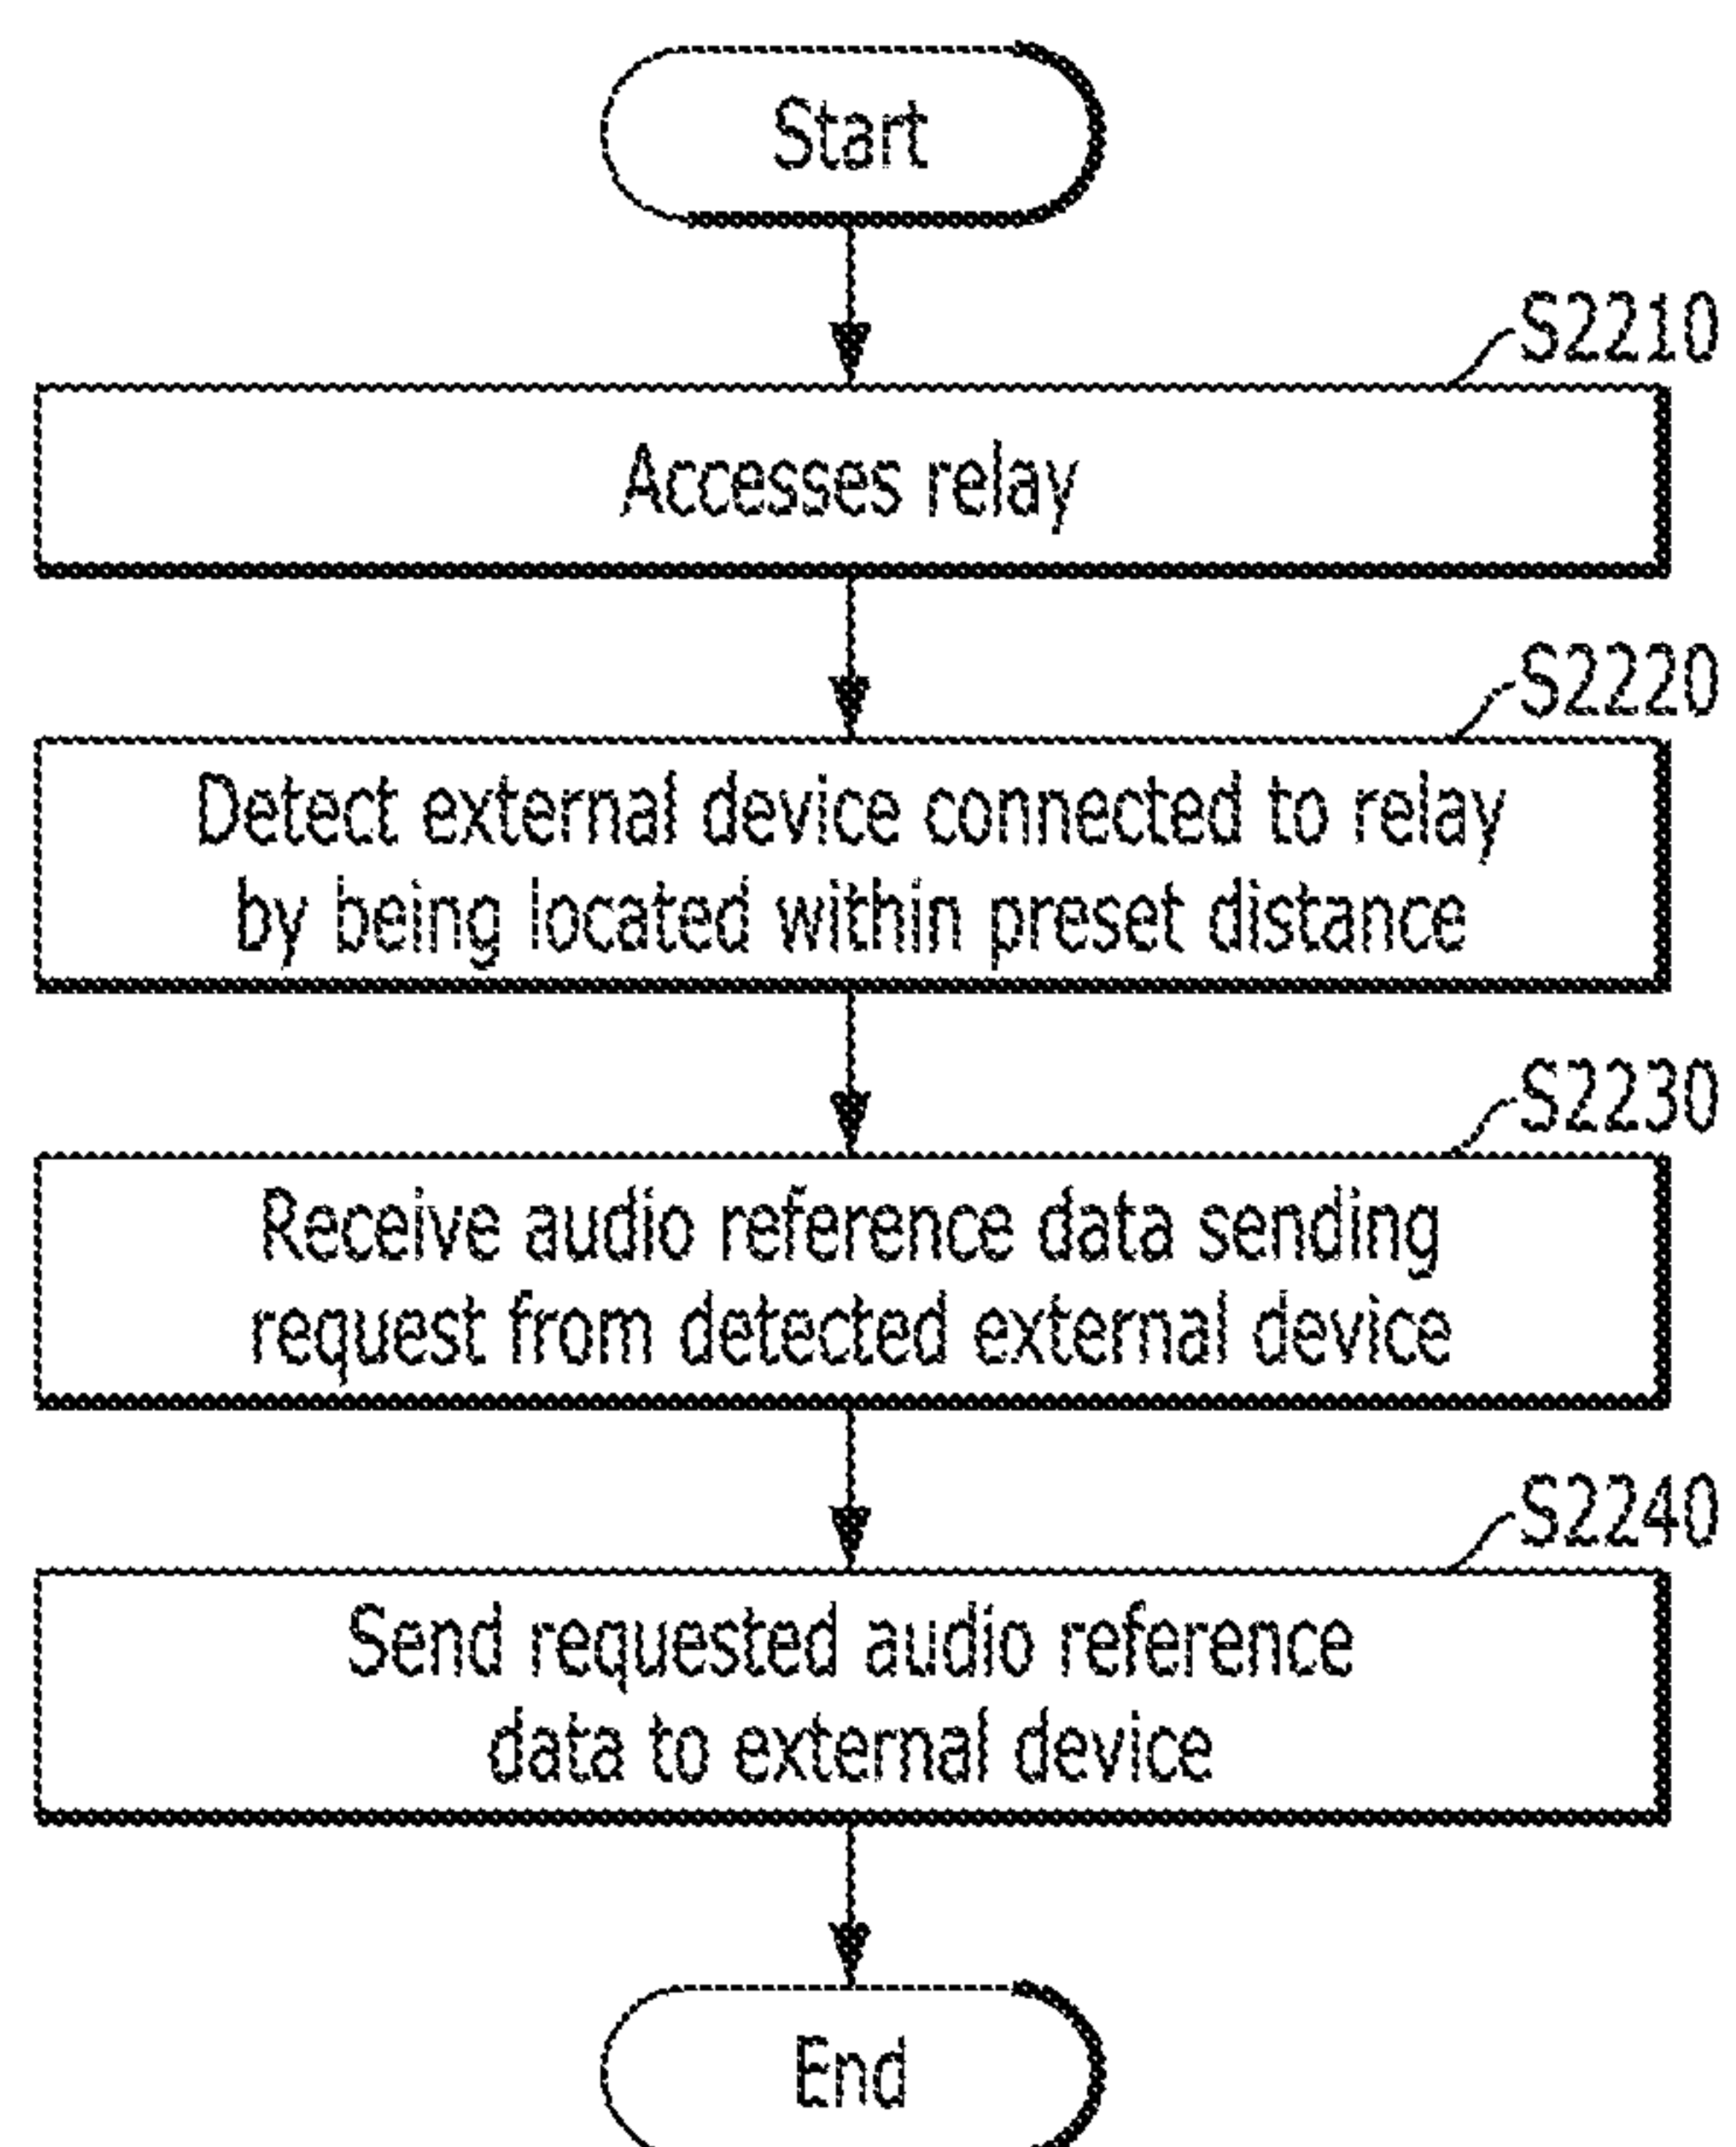 Start
S2210
Accesses relay
S2220
Detect external device connected to relay
by being located within preset distance
S2230
Receive audio reference data sending
request from detected external device
S2240
Send requested audio reference
data to external device
End